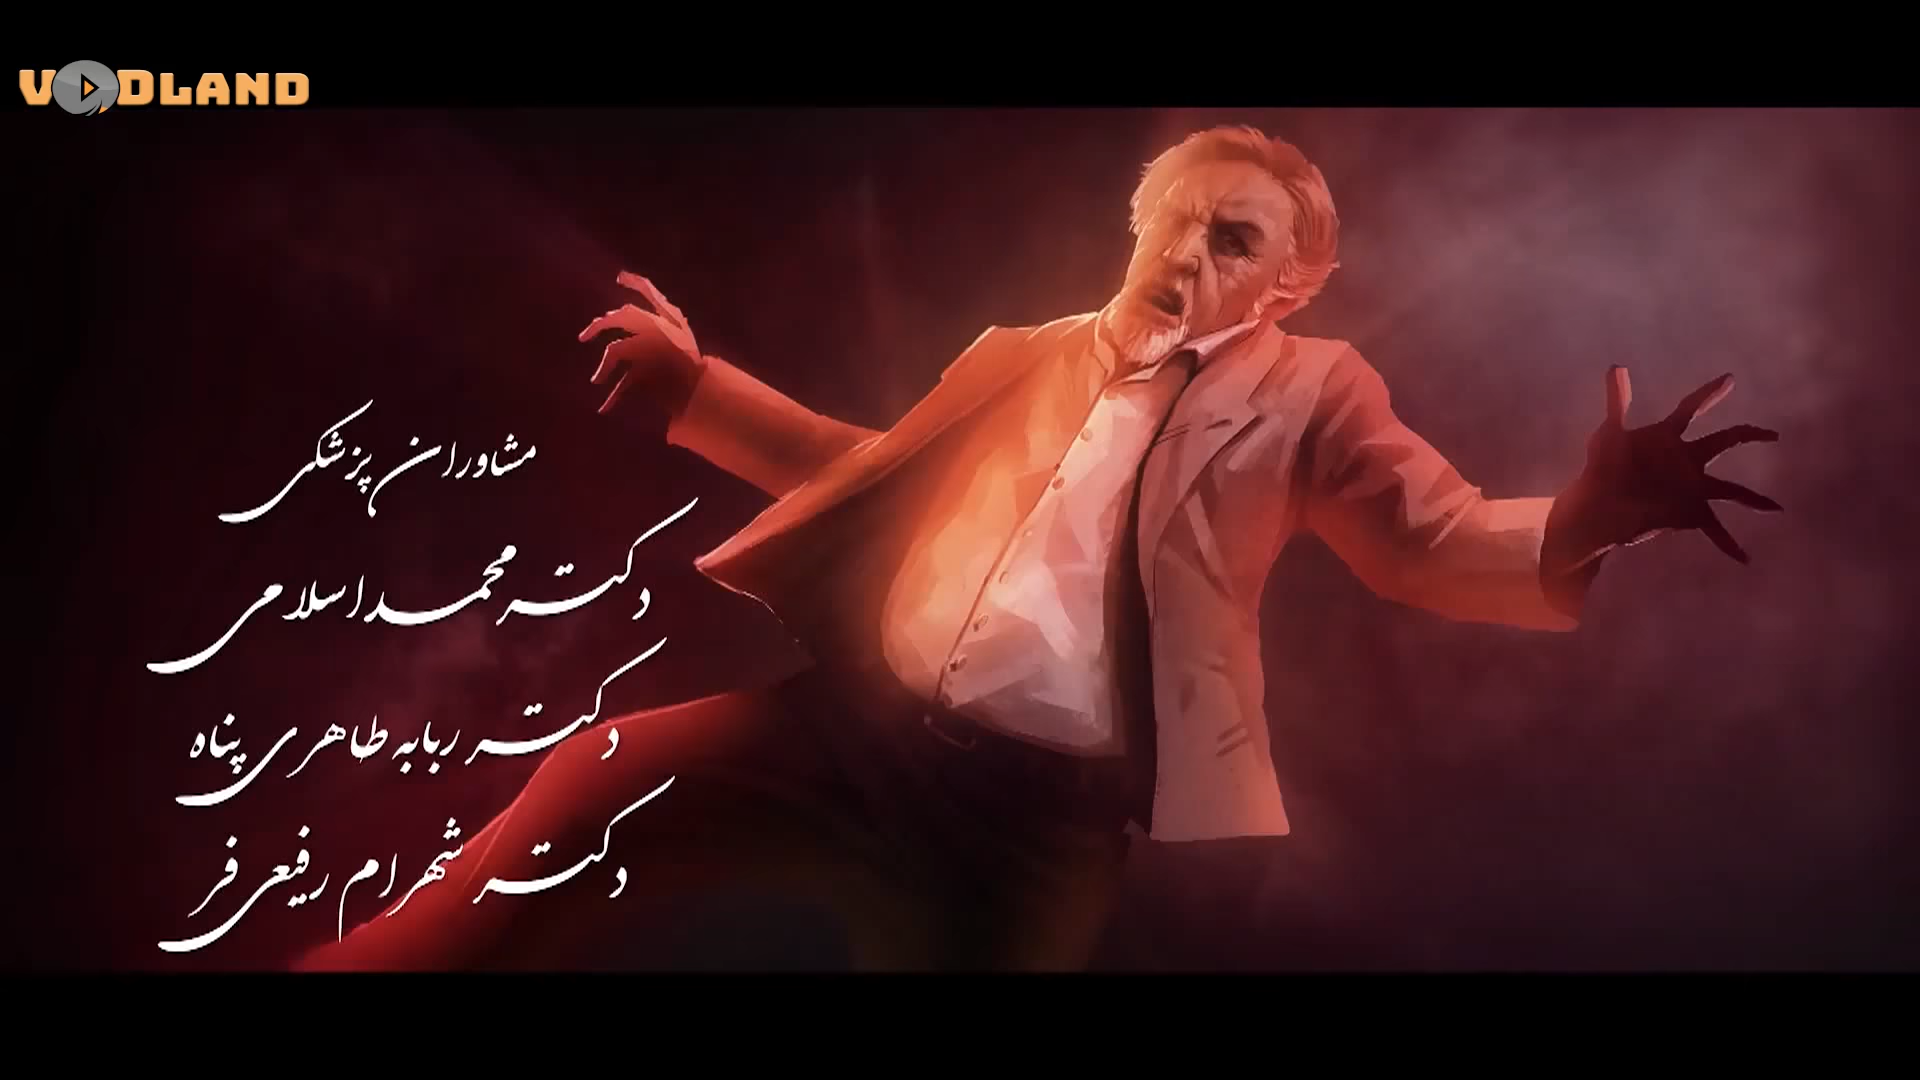 VODLAND
مشاوران پزشکی
دکتر محمد اسلامی
دکتر ربابه طاهری پناه
دکتر شهرام رفیعی فر